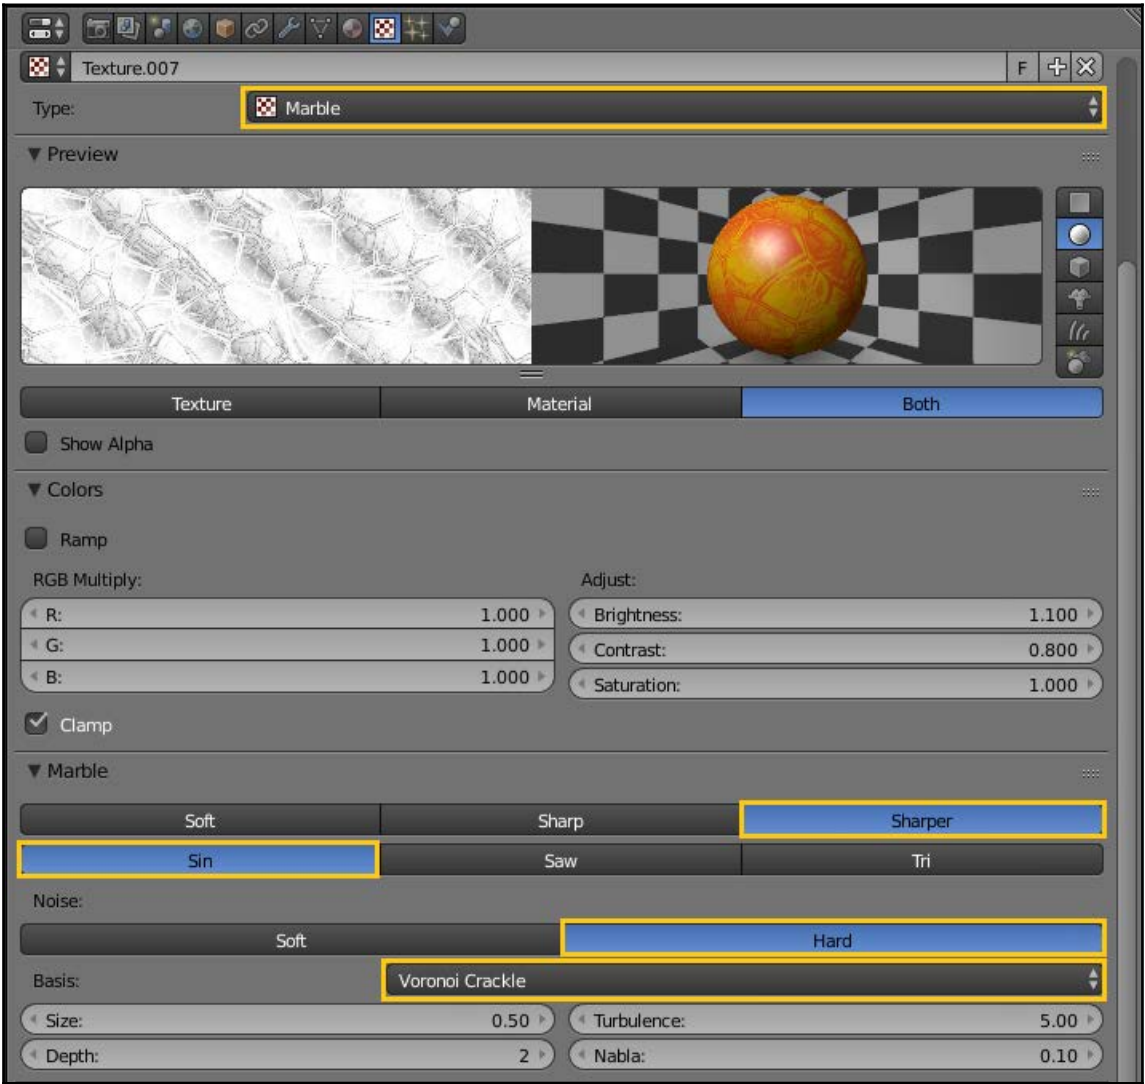 Texture.007 F
Type: Marble
Preview
Texture Material Both
Show Alpha
Colors
Ramp
RGB Multiply: Adjust:
R: 1.000 Brightness: 1.100
G: 1.000 Contrast: 0.800
B: 1.000 Saturation: 1.000
Clamp
Marble
Soft Sharp Sharper
Sin Saw Tri
Noise:
Soft Hard
Basis: Voronoi Crackle
Size: 0.50 Turbulence: 5.00
Depth: 2 Nabla: 0.10